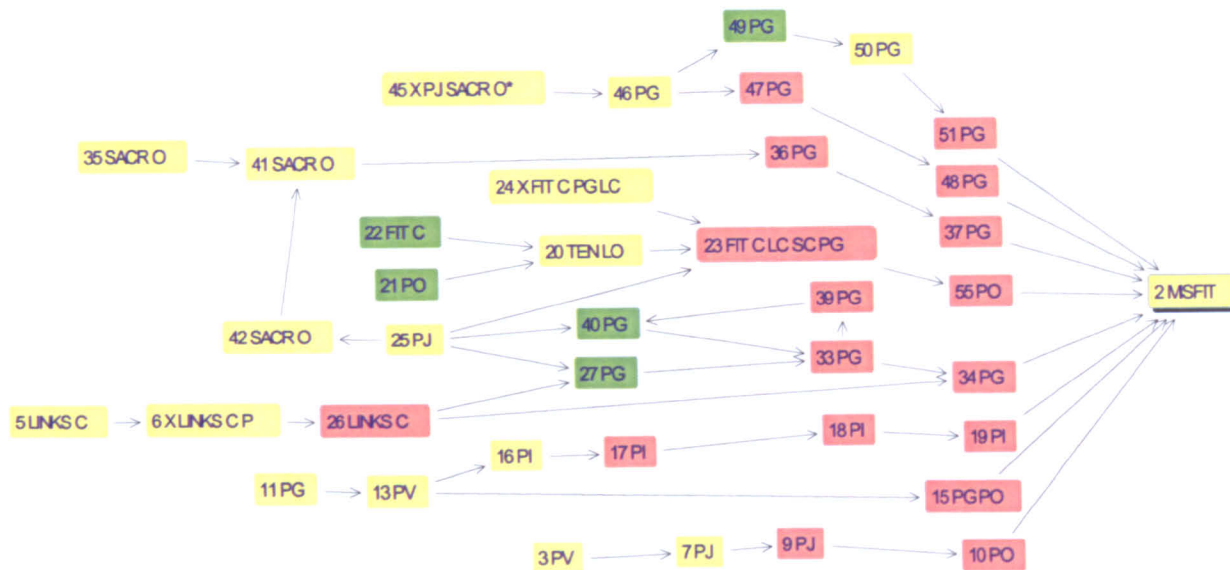 49 PG
50 PG
45 X PJ SACR O*
46 PG
47 PG
51 PG
35 SACR O
41 SACR O
36 PG
24 X FIT C PG LC
48 PG
22 FIT C
20 TEN LO
23 FIT C LC SC PG
37 PG
21 PO
39 PG
55 PO
2 MISFIT
42 SACR O
25 PJ
40 PG
33 PG
27 PG
34 PG
5 LINKS C
6 X LINKS C P
26 LINKS C
16 PI
17 PI
18 PI
19 PI
11 PG
13 PV
15 PG PO
3 PV
7 PJ
9 PJ
10 PO